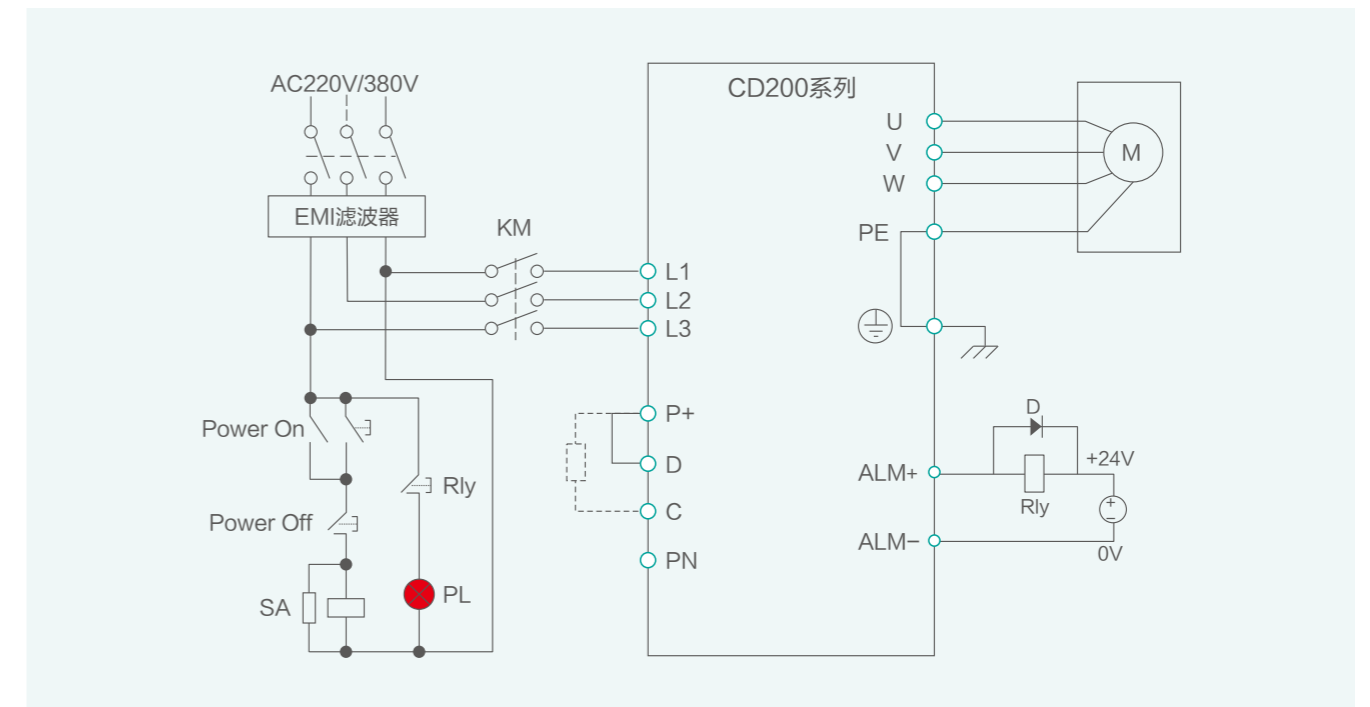 AC220V/380V
EMI滤波器
KM
CD200系列
U
V
W
PE
M
L1
L2
L3
P+
D
C
PN
ALM+
ALM−
D
+24V
Rly
+
−
0V
Power On
Rly
Power Off
SA
PL